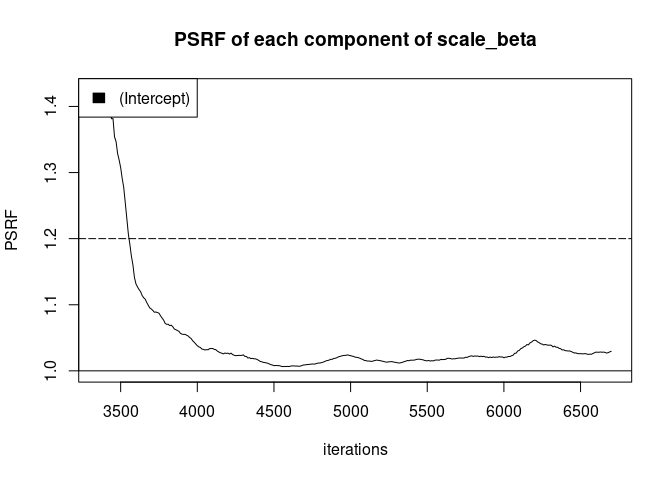 PSRF of each component of scale_beta
(Intercept)
PSRF
1.4
1.3
1.2
1.1
1.0
3500 4000 4500 5000 5500 6000 6500
iterations